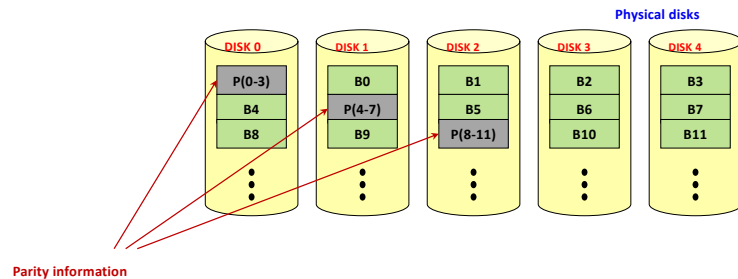 Physical disks
DISK 0 DISK 1 DISK 2 DISK 3 DISK 4
P(0-3) B0 B1 B2 B3
B4 P(4-7) B5 B6 B7
B8 B9 P(8-11) B10 B11
Parity information